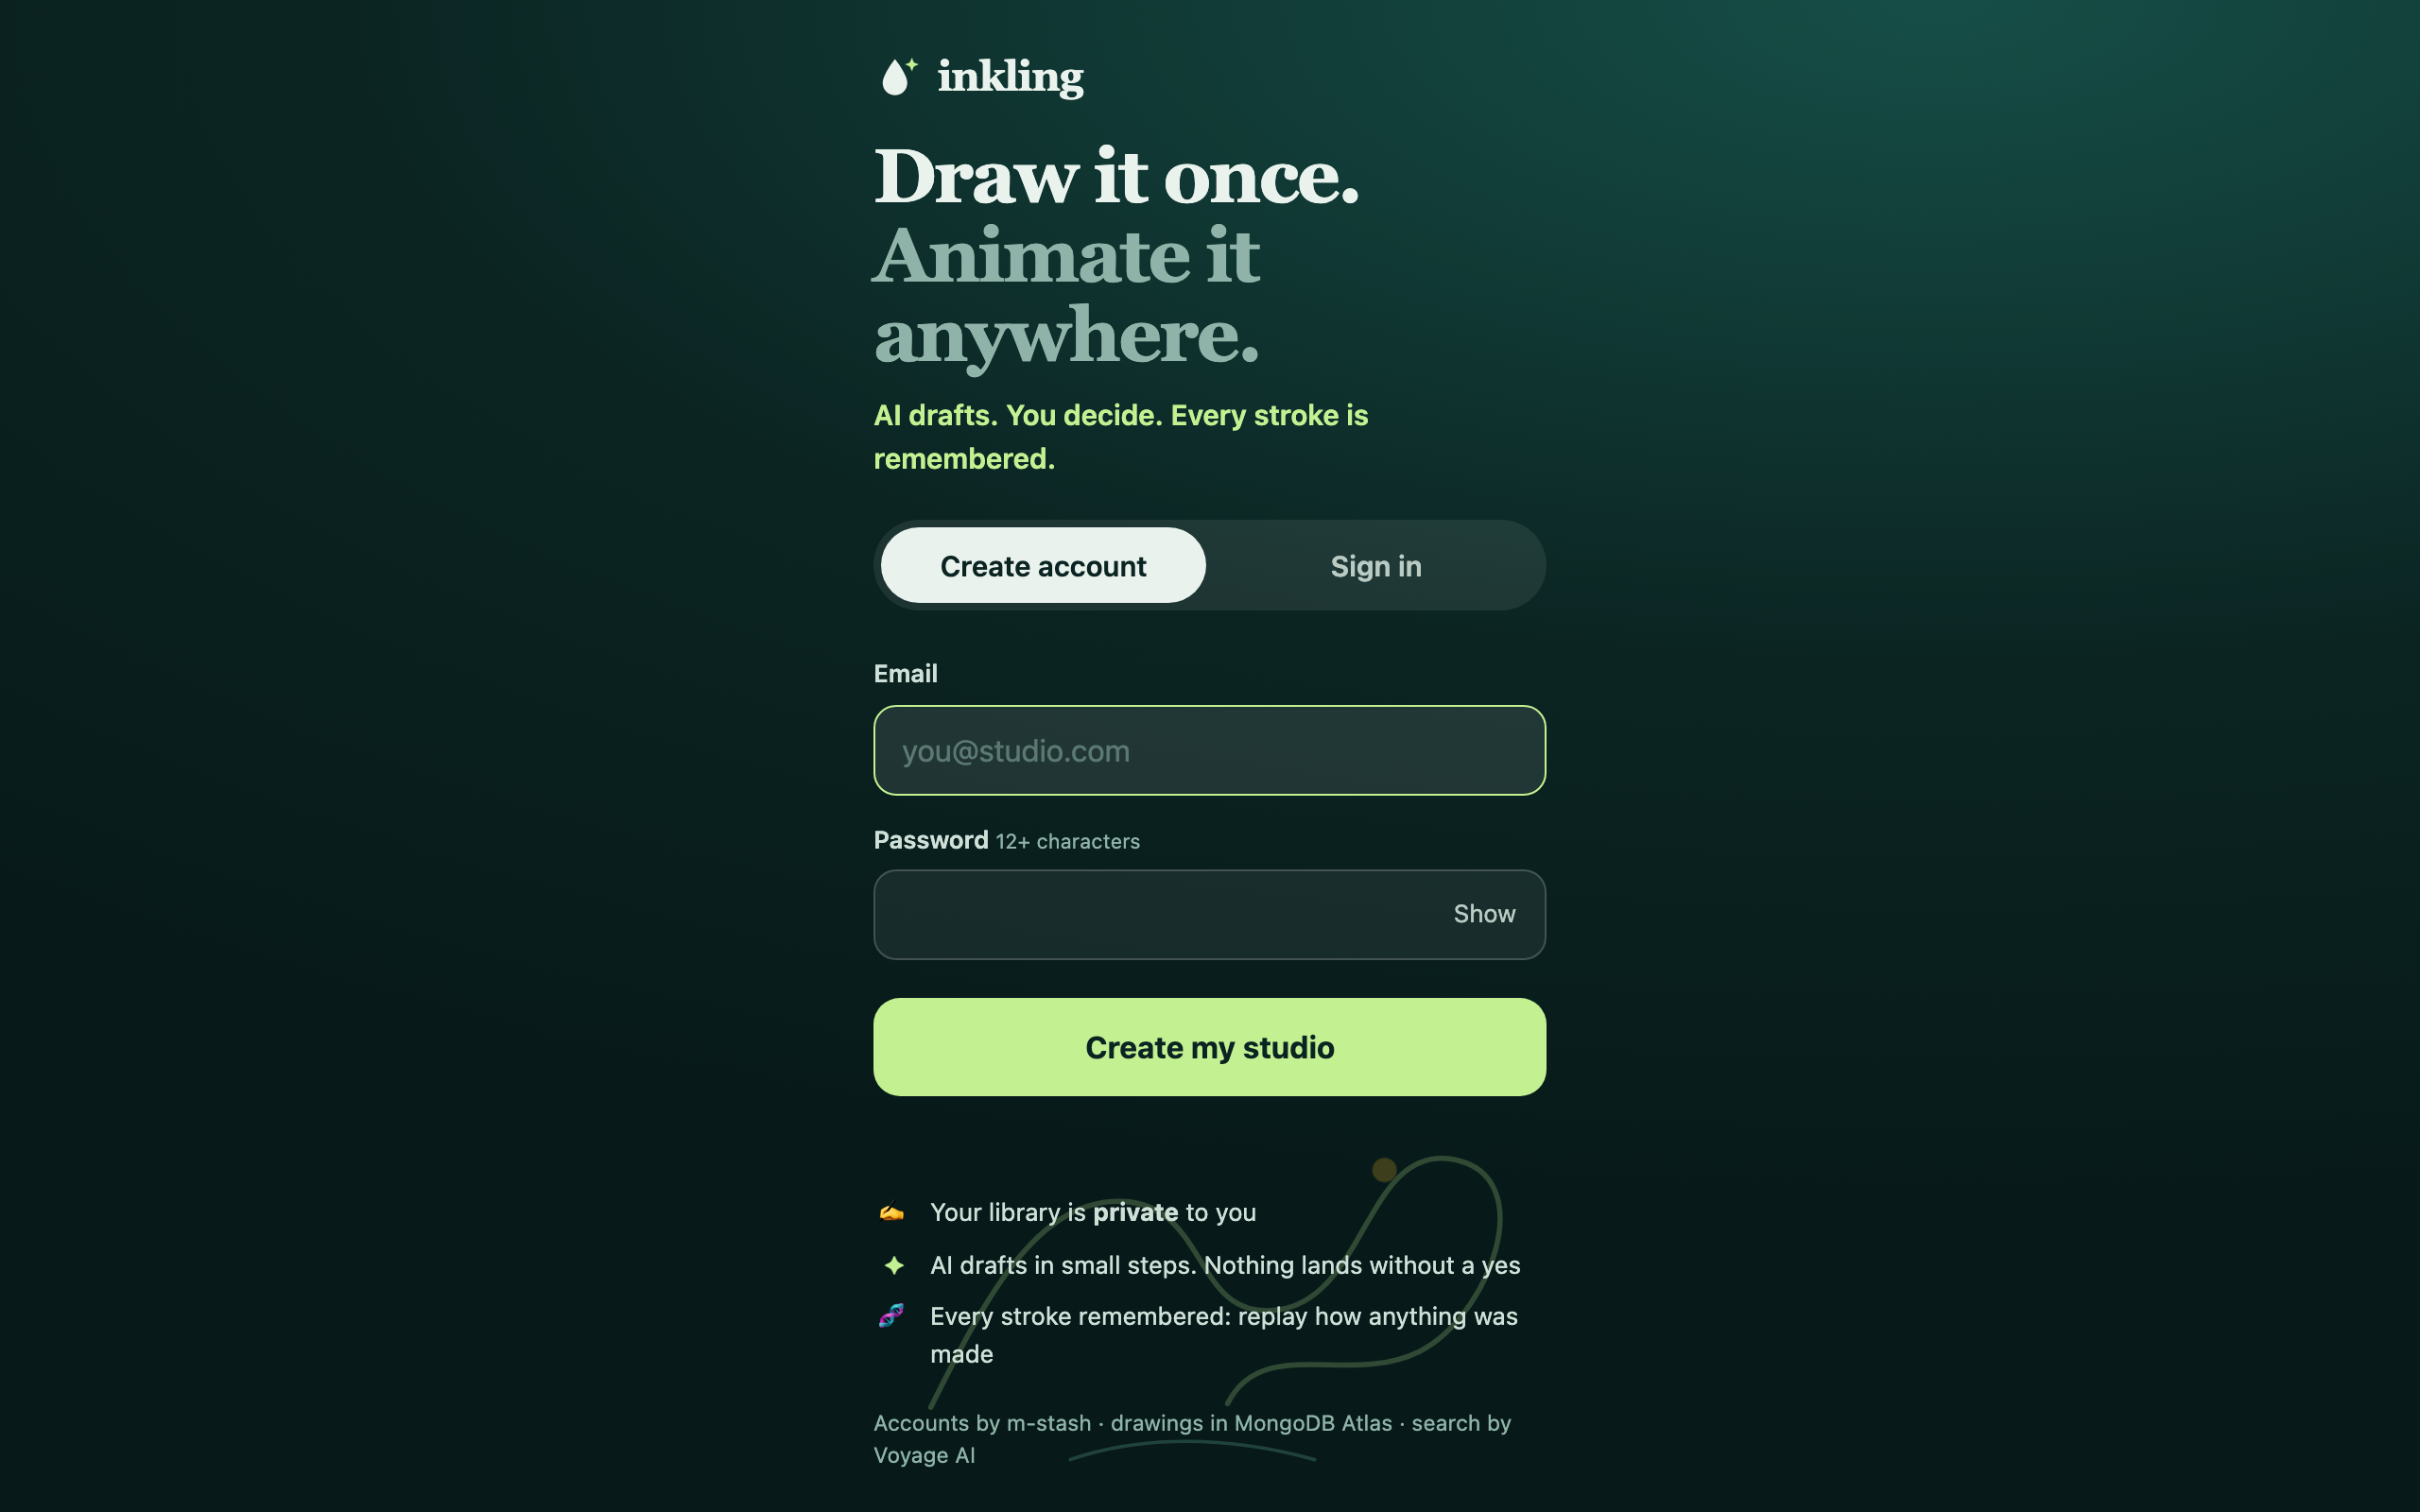 inkling
Draw it once.
Animate it
anywhere.
AI drafts. You decide. Every stroke is
remembered.
Create account
Sign in
Email
you@studio.com
Password 12+ characters
Show
Create my studio
Your library is private to you
AI drafts in small steps. Nothing lands without a yes
Every stroke remembered: replay how anything was
made
Accounts by m-stash · drawings in MongoDB Atlas · search by
Voyage AI